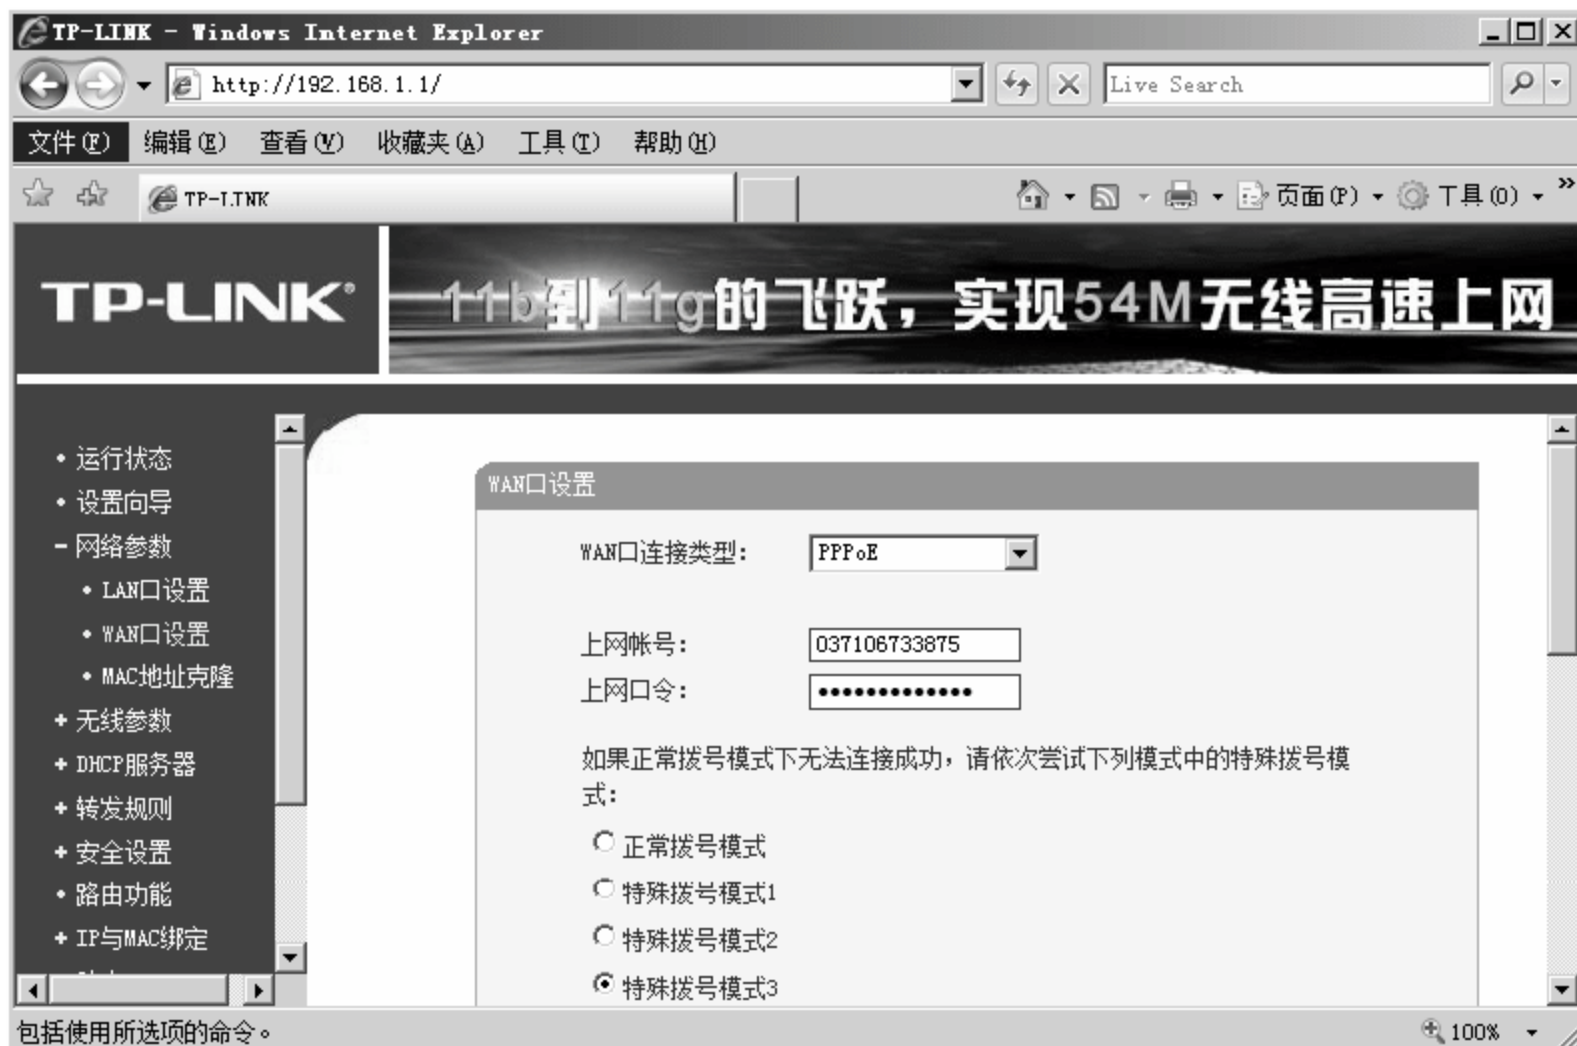 TP-LINK - Windows Internet Explorer
http://192.168.1.1/
Live Search
文件(F) 编辑(E) 查看(V) 收藏夹(A) 工具(T) 帮助(H)
TP-LINK
页面(P) 工具(O) »
TP-LINK®
11b到11g的飞跃，实现54M无线高速上网
• 运行状态
• 设置向导
- 网络参数
• LAN口设置
• WAN口设置
• MAC地址克隆
+ 无线参数
+ DHCP服务器
+ 转发规则
+ 安全设置
• 路由功能
+ IP与MAC绑定
WAN口设置
WAN口连接类型： PPPoE
上网帐号： 037106733875
上网口令： •••••••••••••
如果正常拨号模式下无法连接成功，请依次尝试下列模式中的特殊拨号模
式：
正常拨号模式
特殊拨号模式1
特殊拨号模式2
特殊拨号模式3
包括使用所选项的命令。
100%